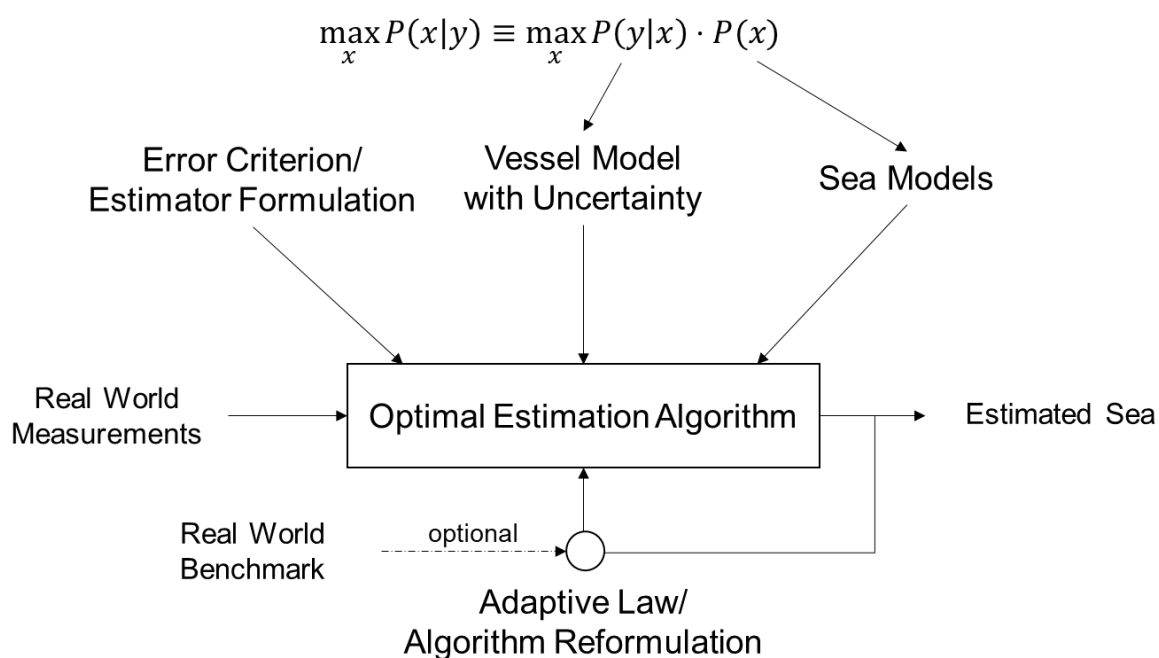 max P(x|y) ≡ max P(y|x) · P(x)
x x
Error Criterion/
Estimator Formulation
Vessel Model
with Uncertainty
Sea Models
Real World
Measurements
Optimal Estimation Algorithm
Estimated Sea
Real World
Benchmark
optional
Adaptive Law/
Algorithm Reformulation